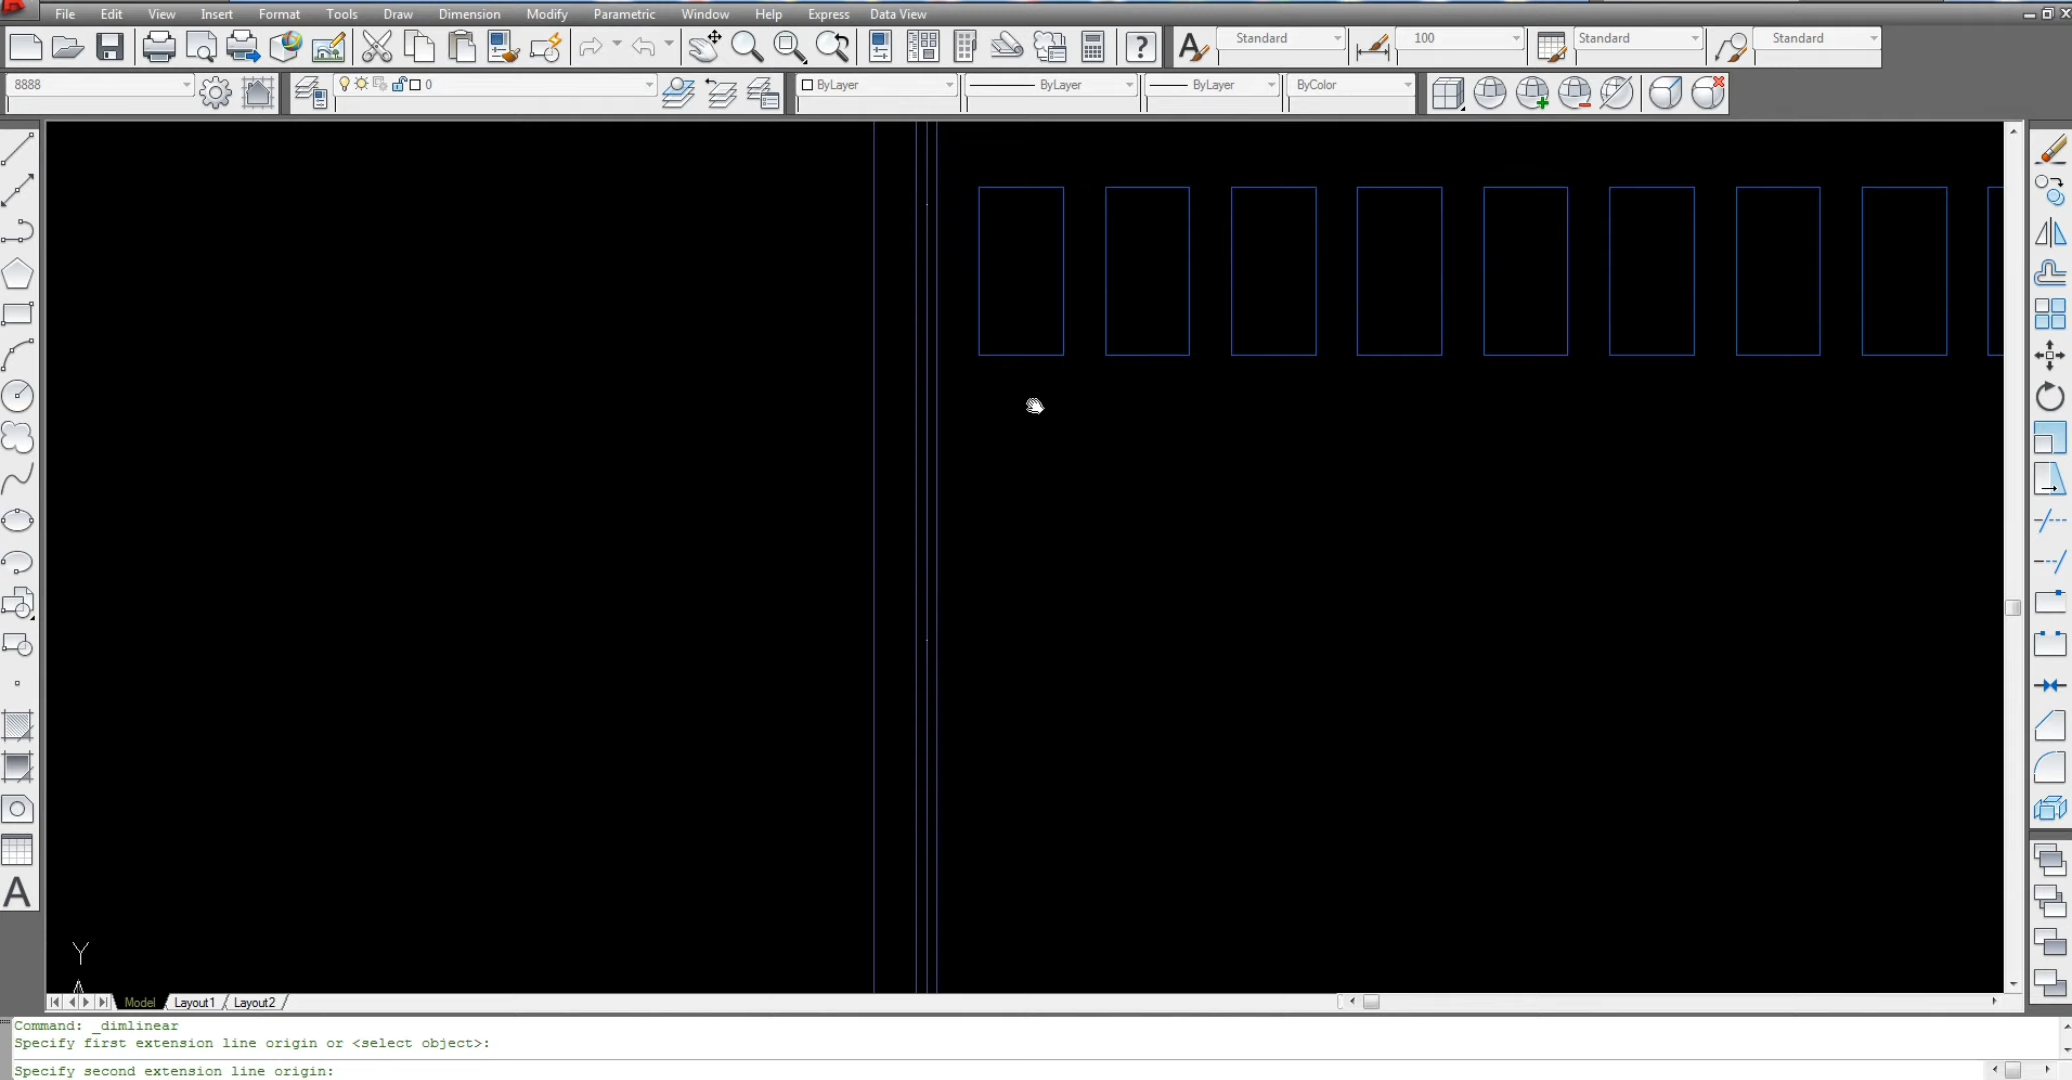 File Edit View Insert Format Tools Draw Dimension Modify Parametric Window Help Express Data View
Standard 100 Standard Standard
8888 0 ByLayer ByLayer ByLayer ByColor
Y
Model Layout1 Layout2
Command: _dimlinear
Specify first extension line origin or <select object>:
Specify second extension line origin: